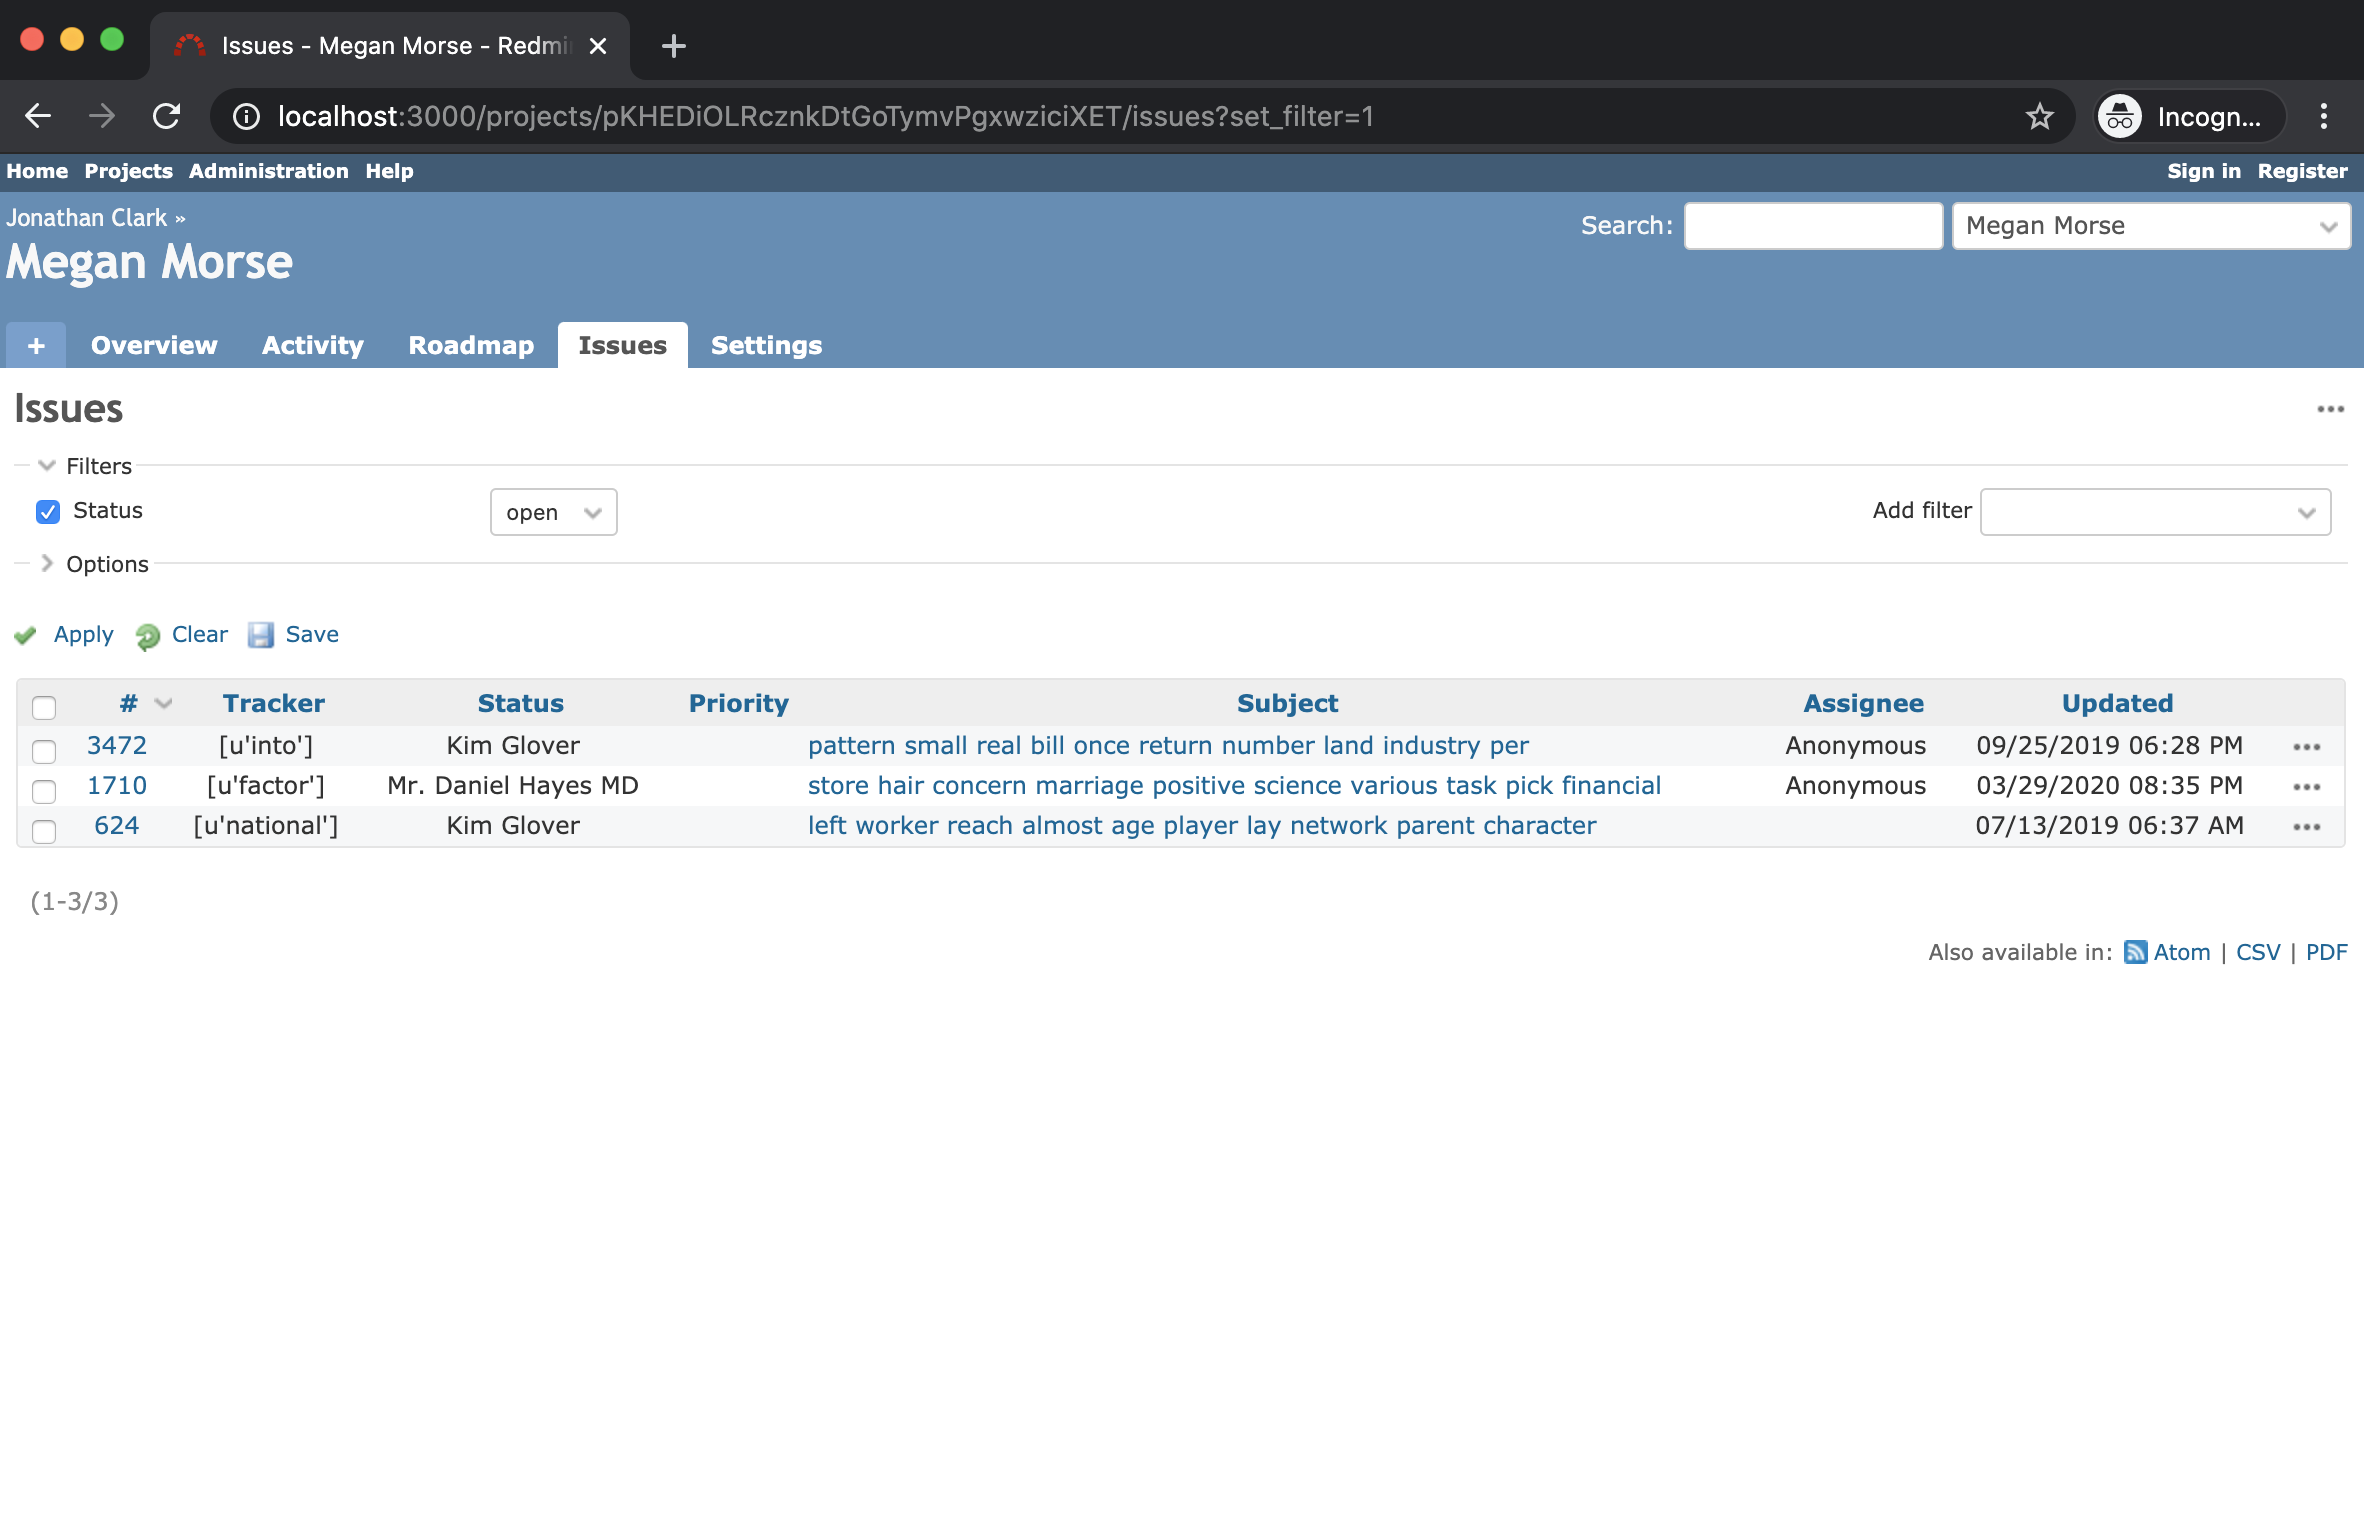 Issues - Megan Morse - Redmi
localhost:3000/projects/pKHEDiOLRcznkDtGoTymvPgxwziciXET/issues?set_filter=1
Incogn...
Home Projects Administration Help
Sign in Register
Jonathan Clark »
Search:
Megan Morse
Megan Morse
+ Overview Activity Roadmap Issues Settings
Issues
Filters
Status open Add filter
Options
Apply Clear Save
# Tracker Status Priority Subject Assignee Updated
3472 [u'into'] Kim Glover pattern small real bill once return number land industry per Anonymous 09/25/2019 06:28 PM
1710 [u'factor'] Mr. Daniel Hayes MD store hair concern marriage positive science various task pick financial Anonymous 03/29/2020 08:35 PM
624 [u'national'] Kim Glover left worker reach almost age player lay network parent character 07/13/2019 06:37 AM
(1-3/3)
Also available in: Atom | CSV | PDF